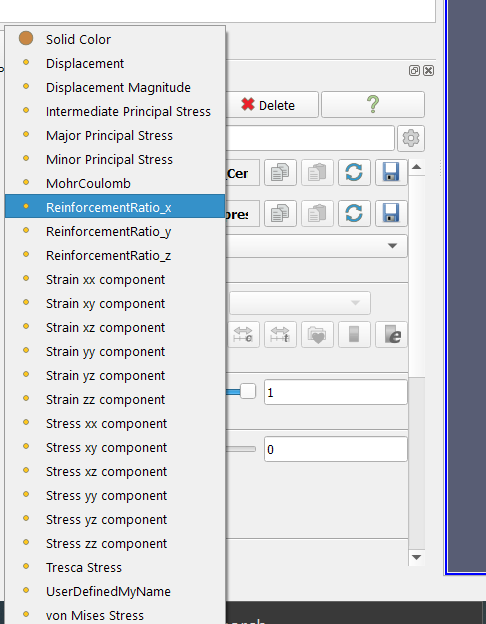 Solid Color
Displacement
Displacement Magnitude
Intermediate Principal Stress
Major Principal Stress
Minor Principal Stress
MohrCoulomb
ReinforcementRatio_x
ReinforcementRatio_y
ReinforcementRatio_z
Strain xx component
Strain xy component
Strain xz component
Strain yy component
Strain yz component
Strain zz component
Stress xx component
Stress xy component
Stress xz component
Stress yy component
Stress yz component
Stress zz component
Tresca Stress
UserDefinedMyName
von Mises Stress
Delete
?
Cer
pres
c
t
e
1
0